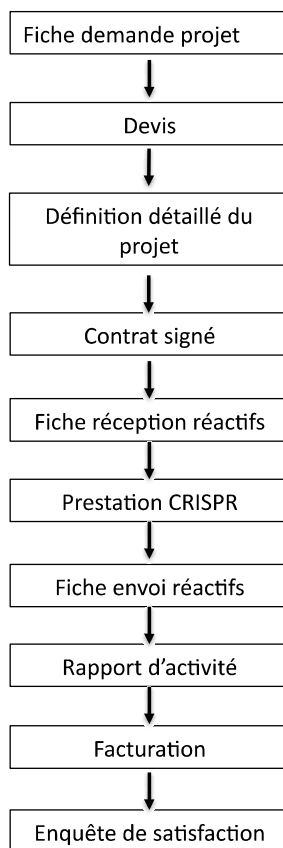 Fiche demande projet
Devis
Définition détaillé du
projet
Contrat signé
Fiche réception réactifs
Prestation CRISPR
Fiche envoi réactifs
Rapport d’activité
Facturation
Enquête de satisfaction